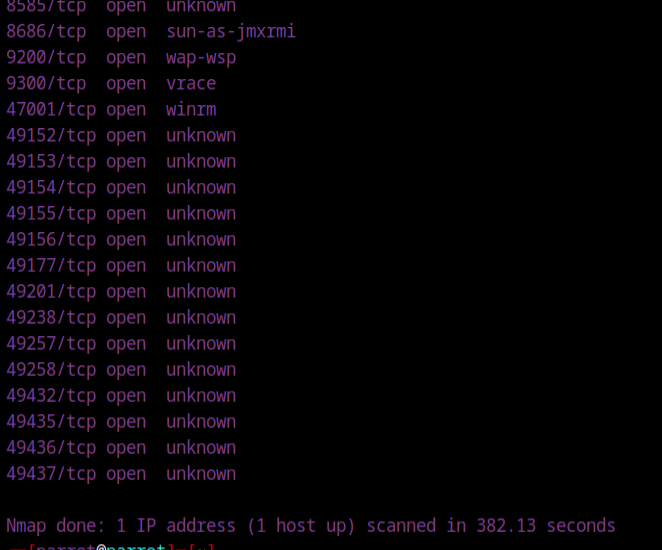 8585/tcp  open  unknown
8686/tcp  open  sun-as-jmxrmi
9200/tcp  open  wap-wsp
9300/tcp  open  vrace
47001/tcp open  winrm
49152/tcp open  unknown
49153/tcp open  unknown
49154/tcp open  unknown
49155/tcp open  unknown
49156/tcp open  unknown
49177/tcp open  unknown
49201/tcp open  unknown
49238/tcp open  unknown
49257/tcp open  unknown
49258/tcp open  unknown
49432/tcp open  unknown
49435/tcp open  unknown
49436/tcp open  unknown
49437/tcp open  unknown
Nmap done: 1 IP address (1 host up) scanned in 382.13 seconds
[parrot@parrot]─[~]